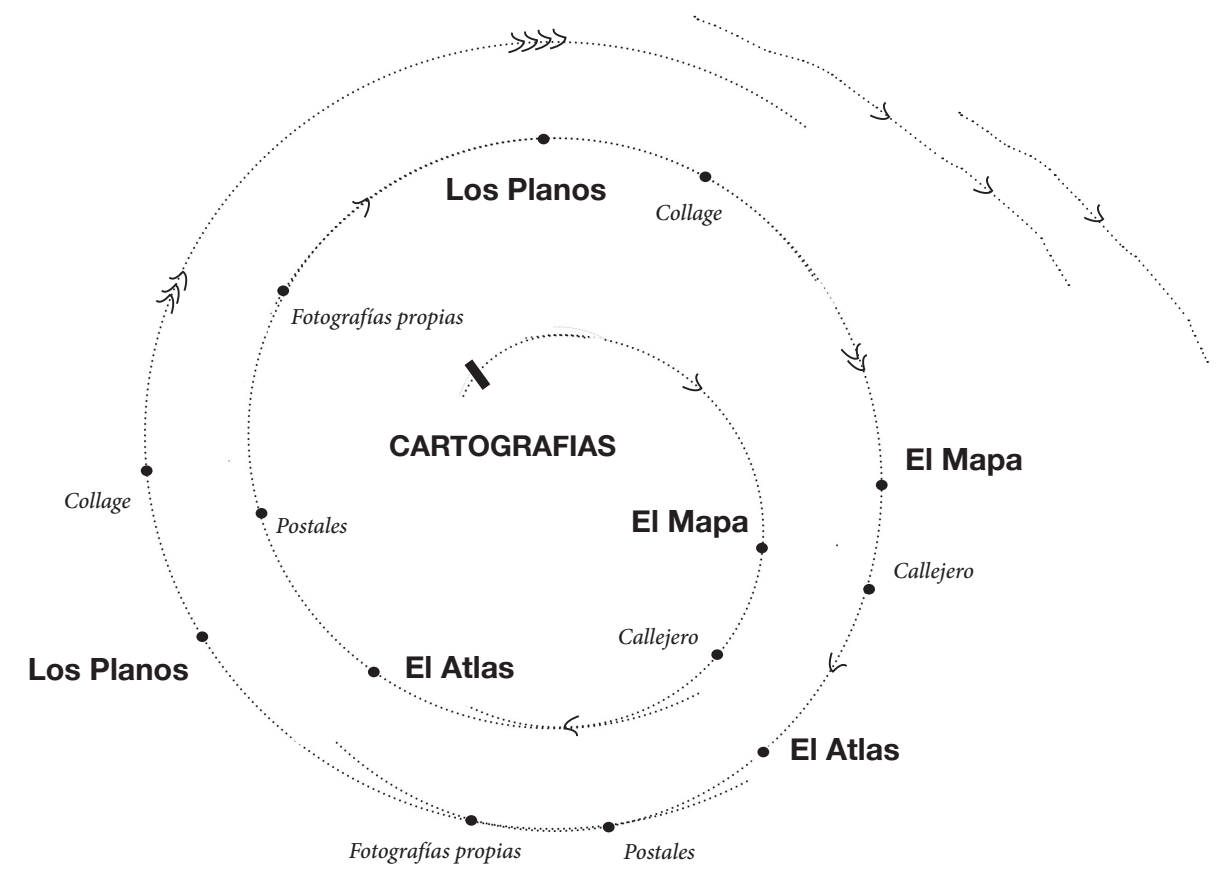 Los Planos
Collage
Fotografías propias
CARTOGRAFIAS
El Mapa
El Mapa
Collage
Postales
Callejero
Callejero
Los Planos
El Atlas
El Atlas
Fotografías propias
Postales